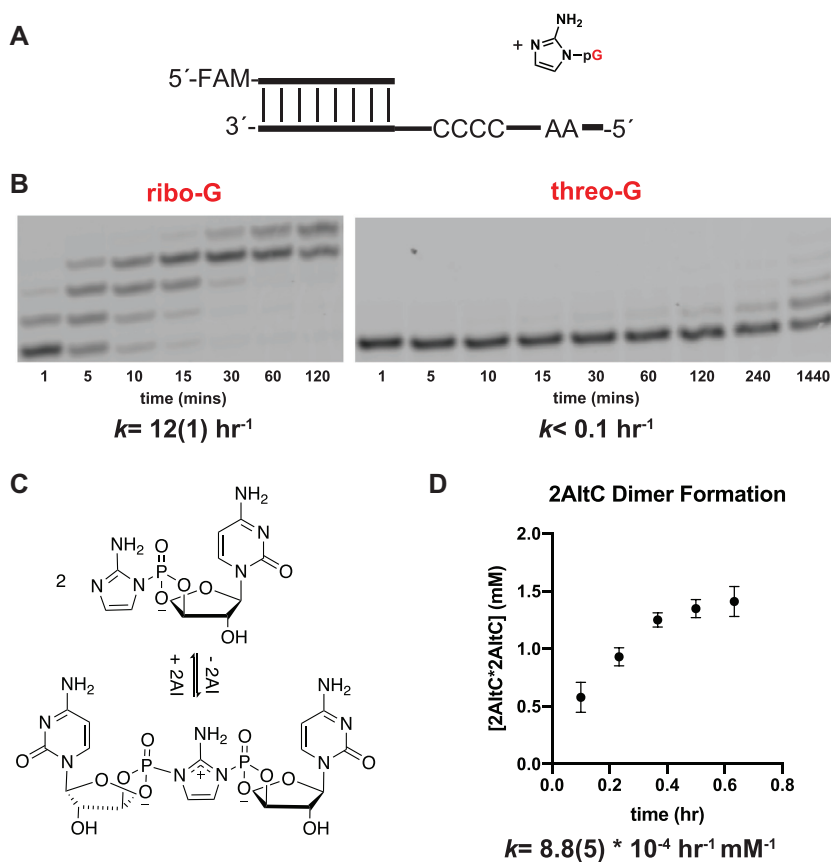 A
NH₂
+
N
N
pG
5´-FAM-
3´-
CCCC
AA
-5´
B
ribo-G
threo-G
1 5 10 15 30 60 120
time (mins)
k= 12(1) hr⁻¹
1 5 10 15 30 60 120 240 1440
time (mins)
k< 0.1 hr⁻¹
C
NH₂
N
N
O
NH₂
O
2
N
N
P
O
O
O
−
OH
+ 2AI
- 2AI
NH₂
N
O
N
NH₂
O
P
N
N
+
O
P
NH₂
N
N
O
O
O
O
−
OH
O
O
O
−
OH
D
2AltC Dimer Formation
[2AltC*2AltC] (mM)
2.0
1.5
1.0
0.5
0.0
0.0 0.2 0.4 0.6 0.8
time (hr)
k= 8.8(5) * 10⁻⁴ hr⁻¹ mM⁻¹